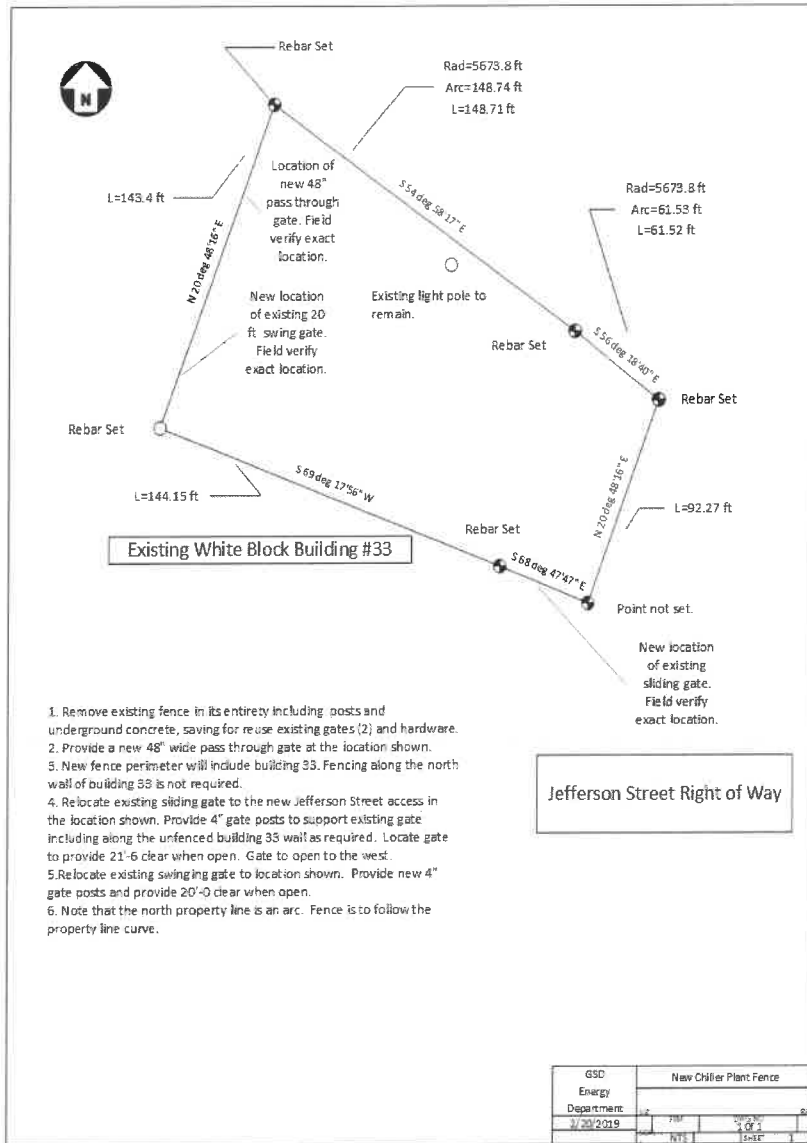 Rebar Set
N
Rad=5673.8 ft
Arc=148.74 ft
L=148.71 ft
L=143.4 ft
Location of
new 48"
pass through
gate. Field
verify exact
location.
S 54 deg 58'17" E
Rad=5673.8 ft
Arc=61.53 ft
L=61.52 ft
N 20 deg 48'16" E
New location
of existing 20
ft swing gate.
Field verify
exact location.
Existing light pole to
remain.
Rebar Set
S 56 deg 18'40" E
Rebar Set
Rebar Set
S 69 deg 17'56" W
L=144.15 ft
N 20 deg 48'16" E
L=92.27 ft
Rebar Set
Existing White Block Building #33
S 68 deg 47'47" E
Point not set.
New location
of existing
sliding gate.
Field verify
exact location.
1. Remove existing fence in its entirety including posts and
underground concrete, saving for reuse existing gates (2) and hardware.
2. Provide a new 48" wide pass through gate at the location shown.
3. New fence perimeter will include building 33. Fencing along the north
wall of building 33 is not required.
4. Relocate existing sliding gate to the new Jefferson Street access in
the location shown. Provide 4" gate posts to support existing gate
including along the unfenced building 33 wall as required. Locate gate
to provide 21'-6 clear when open. Gate to open to the west.
5.Relocate existing swinging gate to location shown. Provide new 4"
gate posts and provide 20'-0 clear when open.
6. Note that the north property line is an arc. Fence is to follow the
property line curve.
Jefferson Street Right of Way
GSD
Energy
Department
New Chiller Plant Fence
2/20/2019
DWG NO
1 OF 1
NTS
SHEET